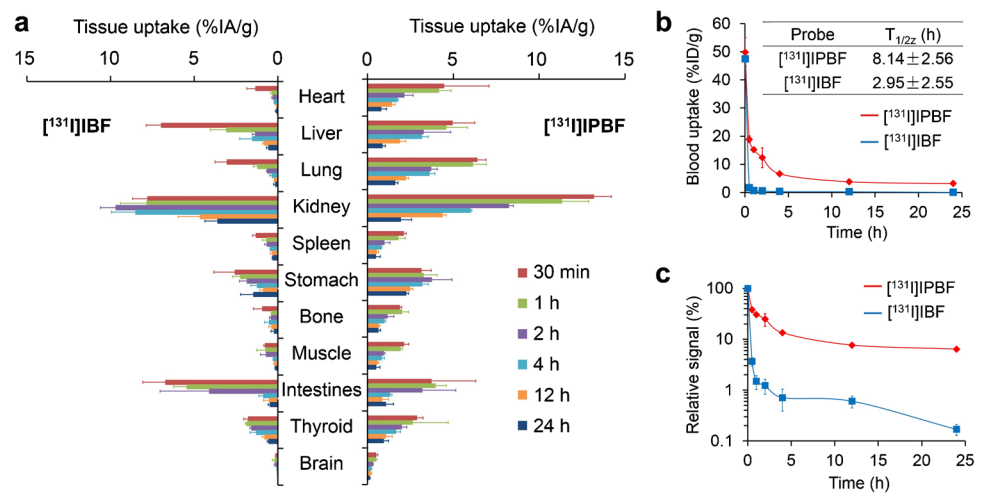 a
Tissue uptake (%IA/g)
Tissue uptake (%IA/g)
15 10 5 0
0 5 10 15
[¹³¹I]IBF
[¹³¹I]IPBF
Heart
Liver
Lung
Kidney
Spleen
Stomach
Bone
Muscle
Intestines
Thyroid
Brain
30 min
1 h
2 h
4 h
12 h
24 h
b
Blood uptake (%ID/g)
60
50
40
30
20
10
0
Probe T1/2z (h)
[¹³¹I]IPBF 8.14±2.56
[¹³¹I]IBF 2.95±2.55
[¹³¹I]IPBF
[¹³¹I]IBF
0 5 10 15 20 25
Time (h)
c
Relative signal (%)
100
10
1
0.1
[¹³¹I]IPBF
[¹³¹I]IBF
0 5 10 15 20 25
Time (h)